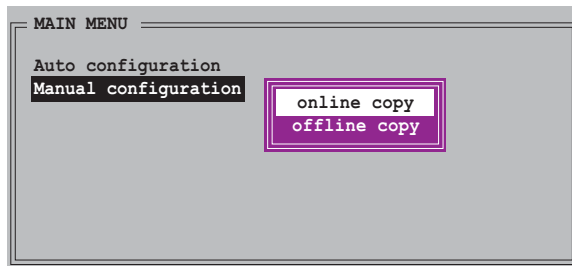 MAIN MENU
Auto configuration
Manual configuration
online copy
offline copy